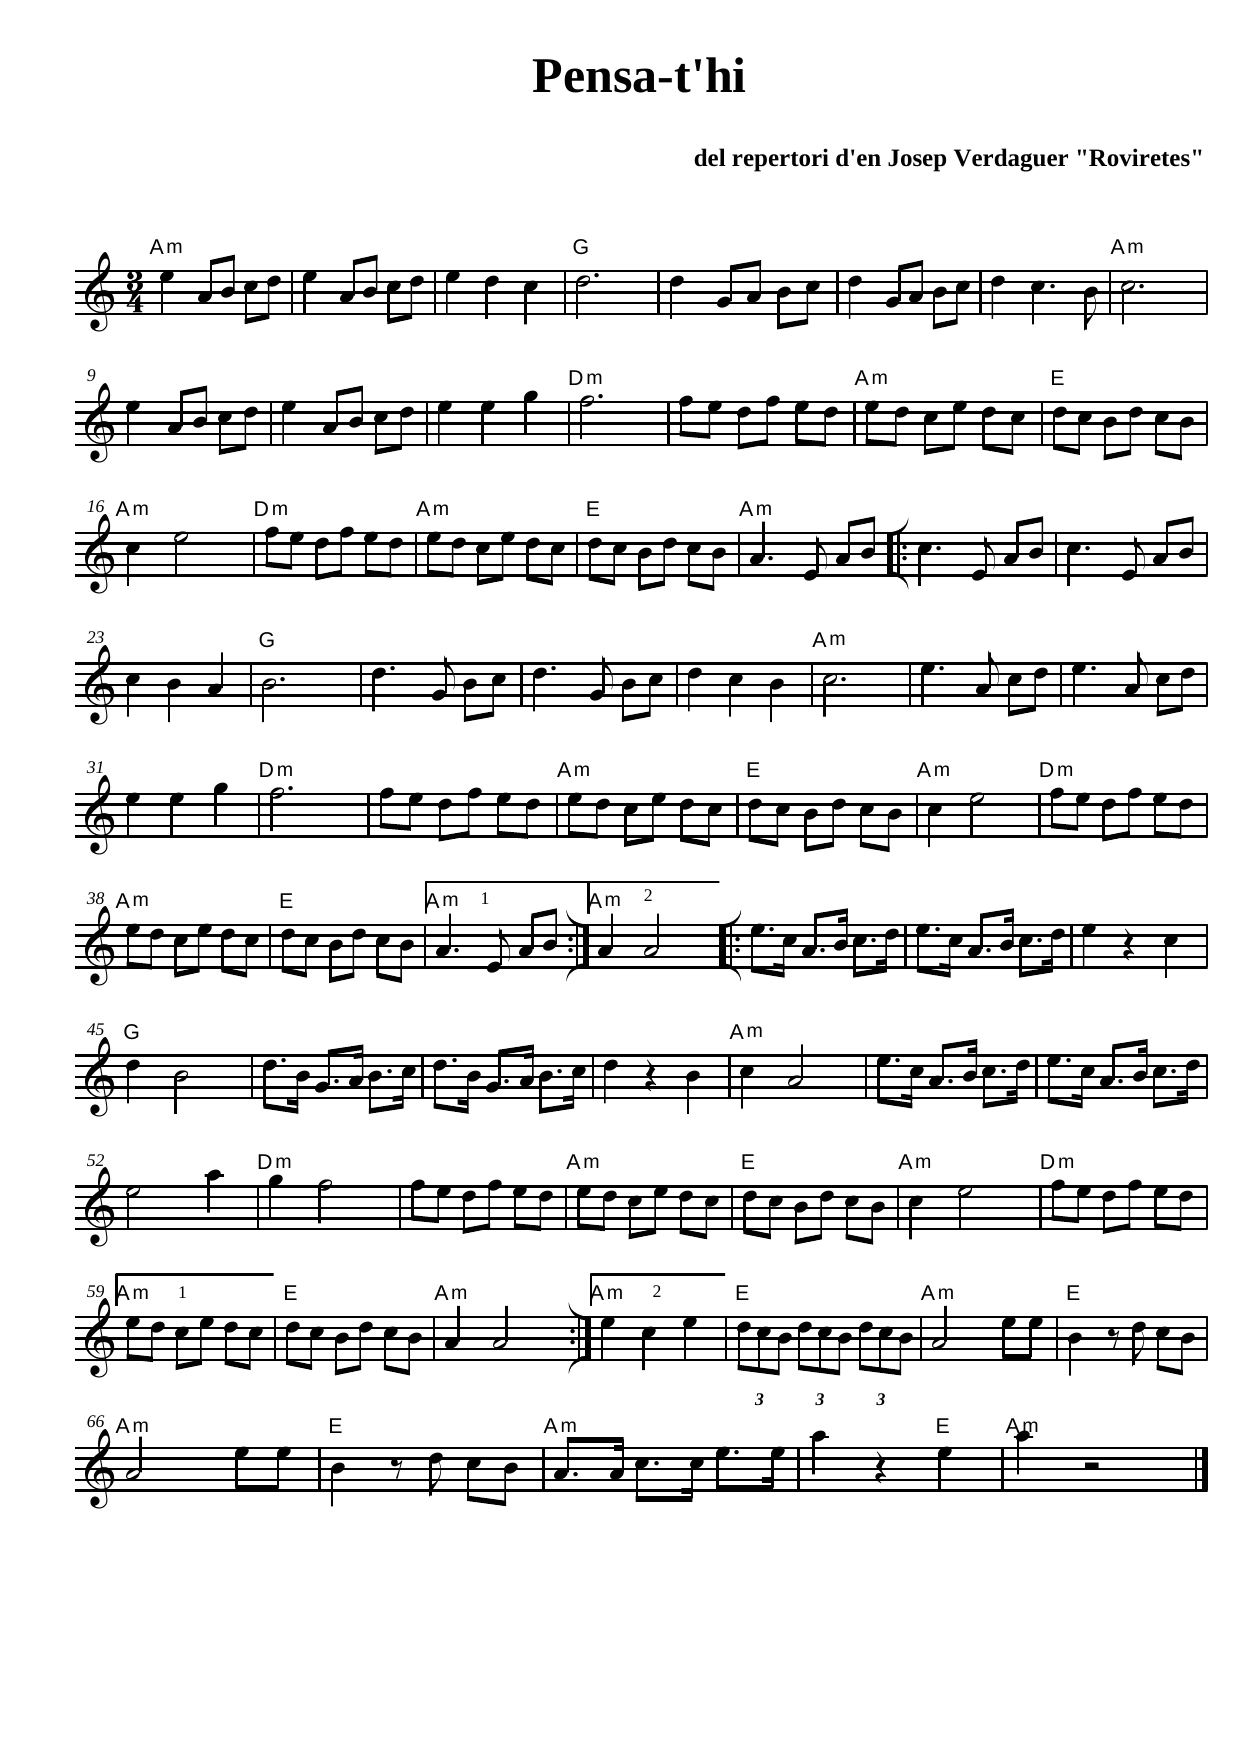 Pensa-t'hi
del repertori d'en Josep Verdaguer "Roviretes"
Am G Am
3
4
9 Dm Am E
16 Am Dm Am E Am
23 G Am
31 Dm Am E Am Dm
38 Am E Am 1 Am 2
45 G Am
52 Dm Am E Am Dm
59 Am 1 E Am Am 2 E Am E
3 3 3
66 Am E Am E Am